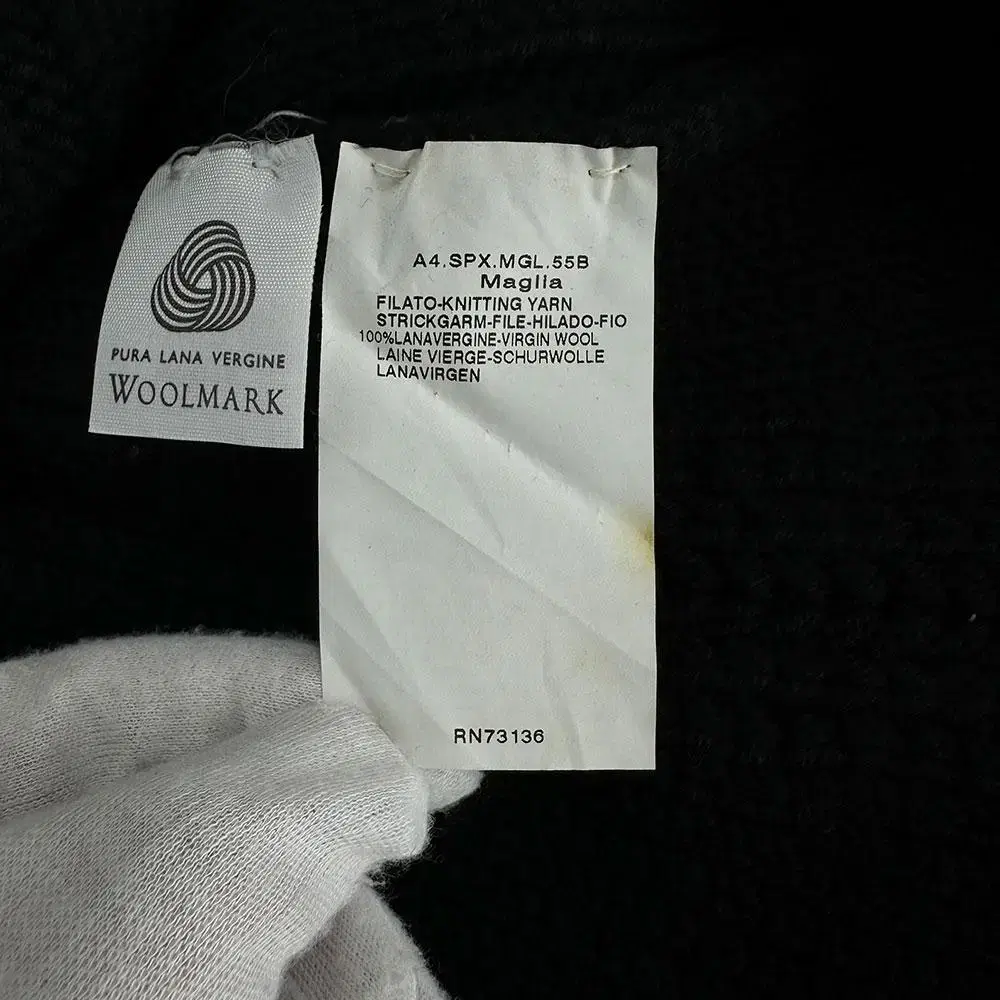 PURA LANA VERGINE
WOOLMARK
A4.SPX.MGL.55B
Maglia
FILATO-KNITTING YARN
STRICKGARM-FILE-HILADO-FIO
100%LANAVERGINE-VIRGIN WOOL
LAINE VIERGE-SCHURWOLLE
LANAVIRGEN
RN73136